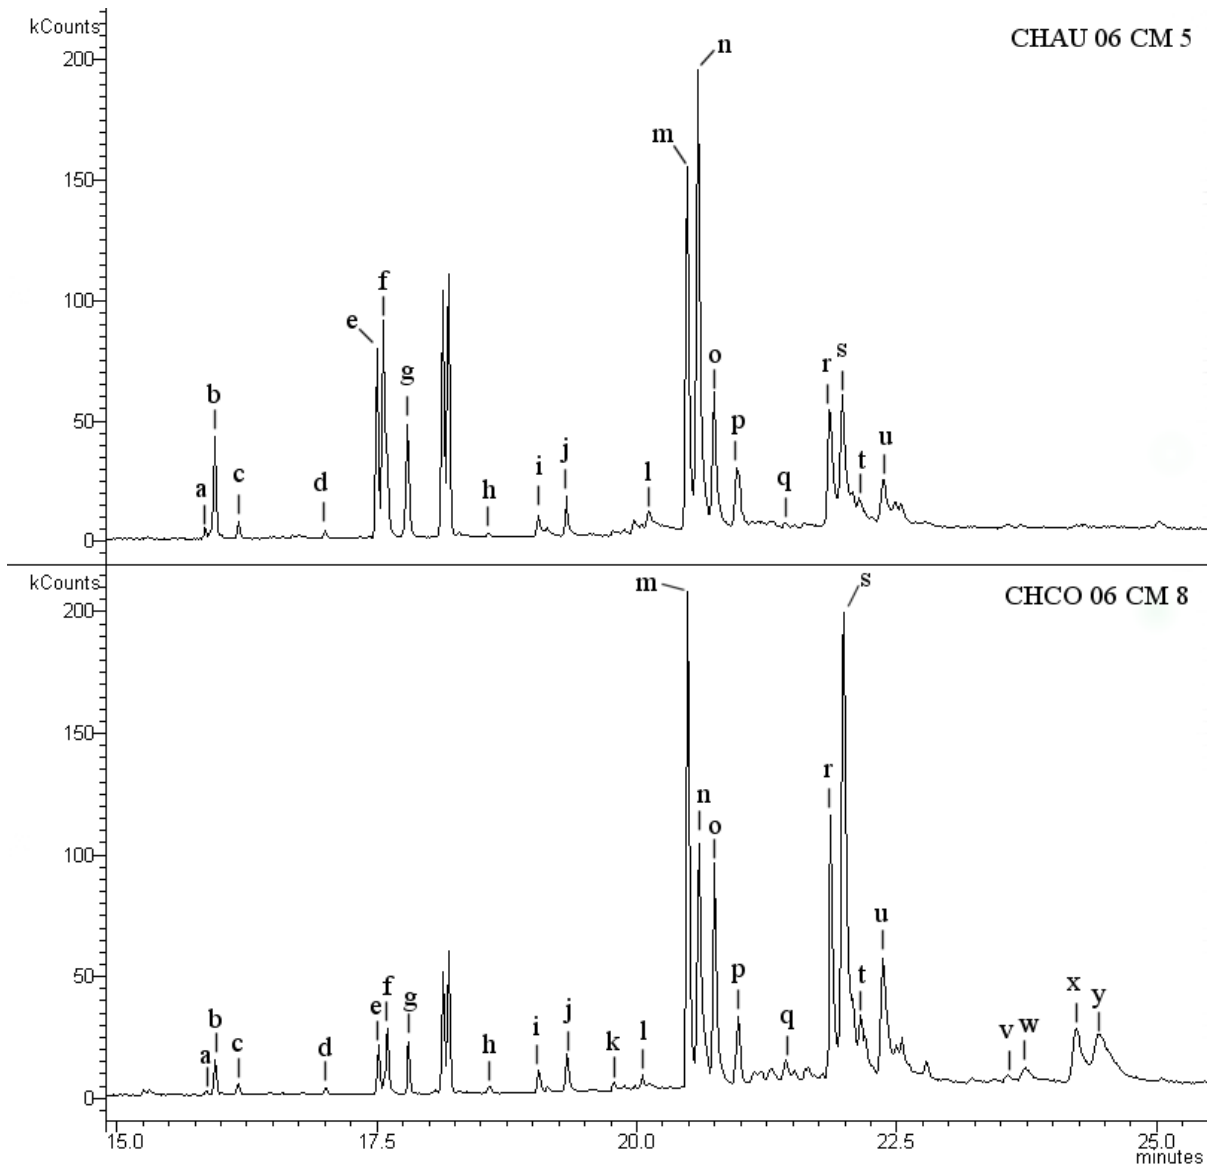 kCounts
CHAU 06 CM 5
200
n
m
150
f
100
e
o
s
r
g
b
50
p
u
j
i
l
t
c
a
d
h
q
0
kCounts
m
s
CHCO 06 CM 8
200
150
r
n
o
100
u
50
f
p
t
x
y
e
g
b
j
q
i
k
l
v
w
a
c
d
h
0
15.0
17.5
20.0
22.5
25.0
minutes